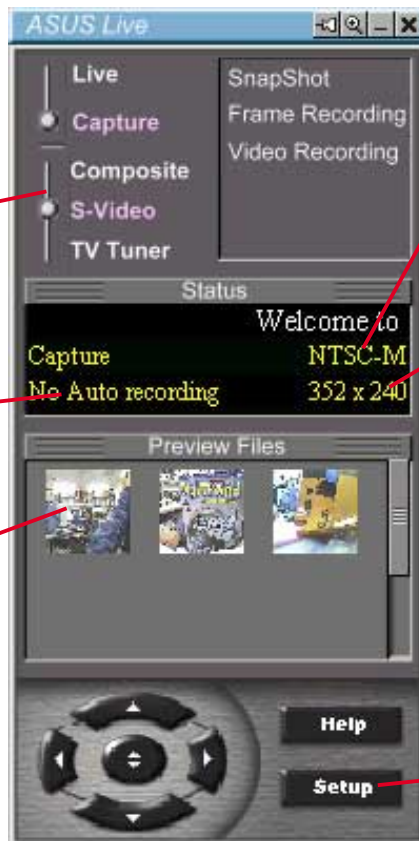 ASUS Live
Live
Capture
Composite
S-Video
TV Tuner
SnapShot
Frame Recording
Video Recording
Status
Welcome to
Capture NTSC-M
No Auto recording 352 x 240
Preview Files
Help
Setup